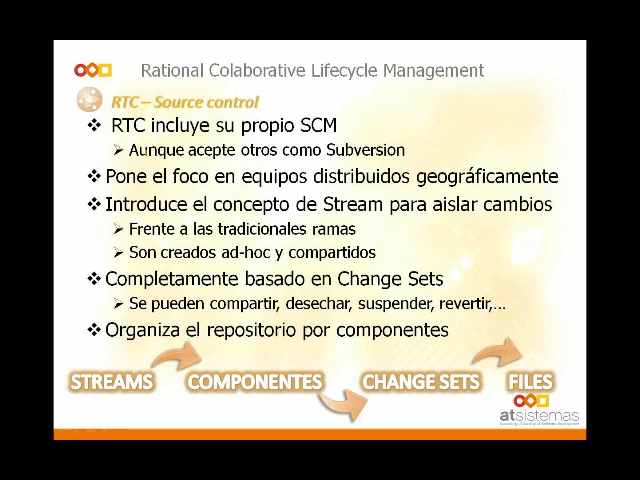 Rational Colaborative Lifecycle Management
RTC – Source control
❖ RTC incluye su propio SCM
➢ Aunque acepte otros como Subversion
❖ Pone el foco en equipos distribuidos geográficamente
❖ Introduce el concepto de Stream para aislar cambios
➢ Frente a las tradicionales ramas
➢ Son creados ad-hoc y compartidos
❖ Completamente basado en Change Sets
➢ Se pueden compartir, desechar, suspender, revertir,...
❖ Organiza el repositorio por componentes
STREAMS COMPONENTES CHANGE SETS FILES
atsistemas